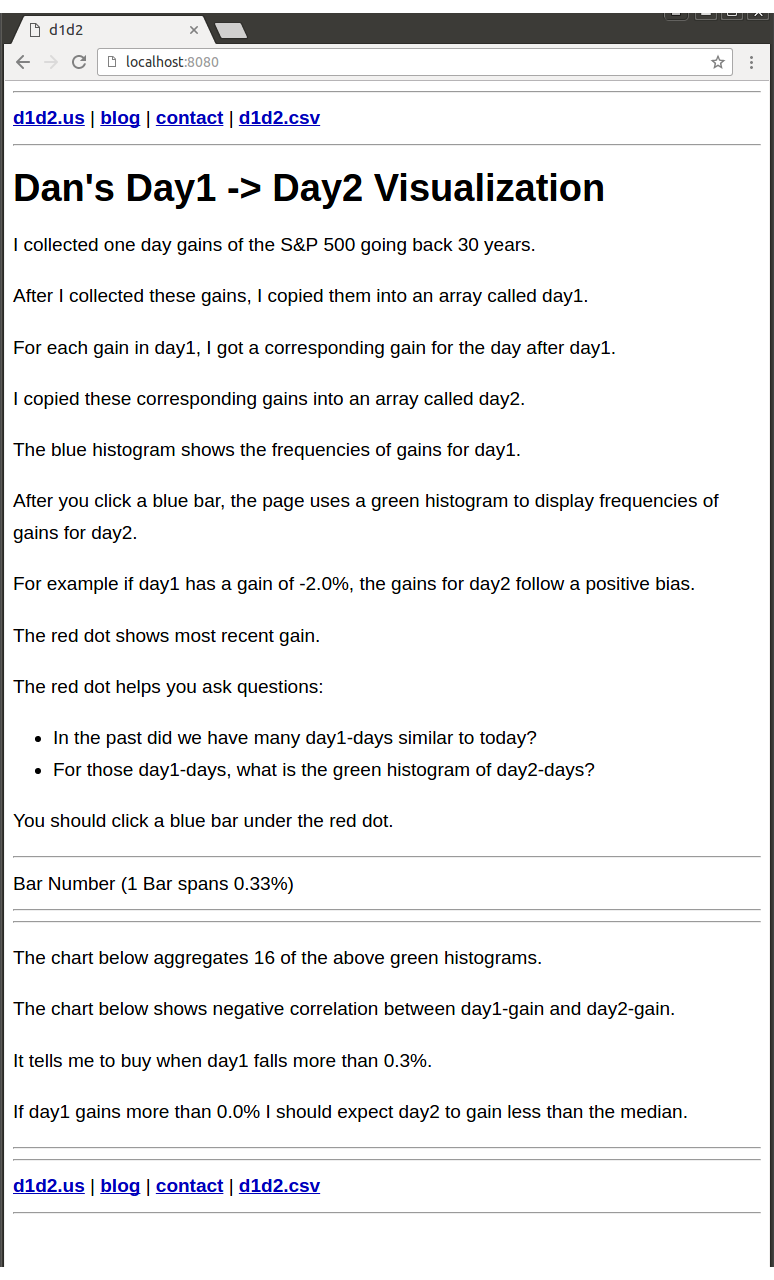 d1d2
localhost:8080
d1d2.us | blog | contact | d1d2.csv
Dan's Day1 -> Day2 Visualization
I collected one day gains of the S&P 500 going back 30 years.
After I collected these gains, I copied them into an array called day1.
For each gain in day1, I got a corresponding gain for the day after day1.
I copied these corresponding gains into an array called day2.
The blue histogram shows the frequencies of gains for day1.
After you click a blue bar, the page uses a green histogram to display frequencies of
gains for day2.
For example if day1 has a gain of -2.0%, the gains for day2 follow a positive bias.
The red dot shows most recent gain.
The red dot helps you ask questions:
• In the past did we have many day1-days similar to today?
• For those day1-days, what is the green histogram of day2-days?
You should click a blue bar under the red dot.
Bar Number (1 Bar spans 0.33%)
The chart below aggregates 16 of the above green histograms.
The chart below shows negative correlation between day1-gain and day2-gain.
It tells me to buy when day1 falls more than 0.3%.
If day1 gains more than 0.0% I should expect day2 to gain less than the median.
d1d2.us | blog | contact | d1d2.csv